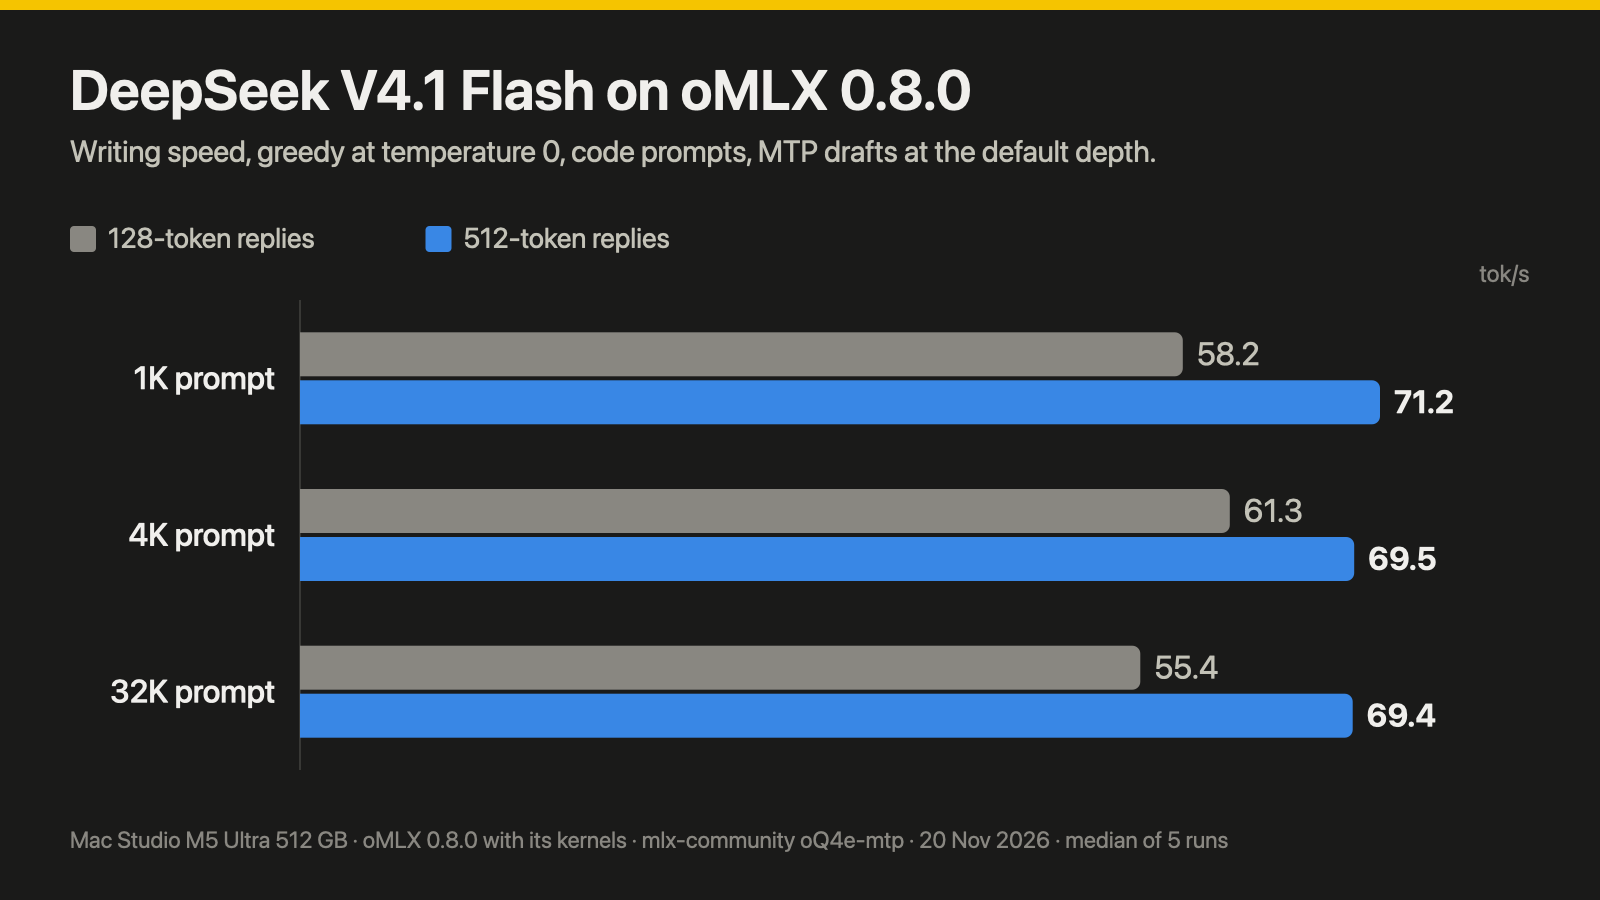 DeepSeek V4.1 Flash on oMLX 0.8.0
Writing speed, greedy at temperature 0, code prompts, MTP drafts at the default depth.
128-token replies
512-token replies
tok/s
1K prompt
58.2
71.2
4K prompt
61.3
69.5
32K prompt
55.4
69.4
Mac Studio M5 Ultra 512 GB · oMLX 0.8.0 with its kernels · mlx-community oQ4e-mtp · 20 Nov 2026 · median of 5 runs